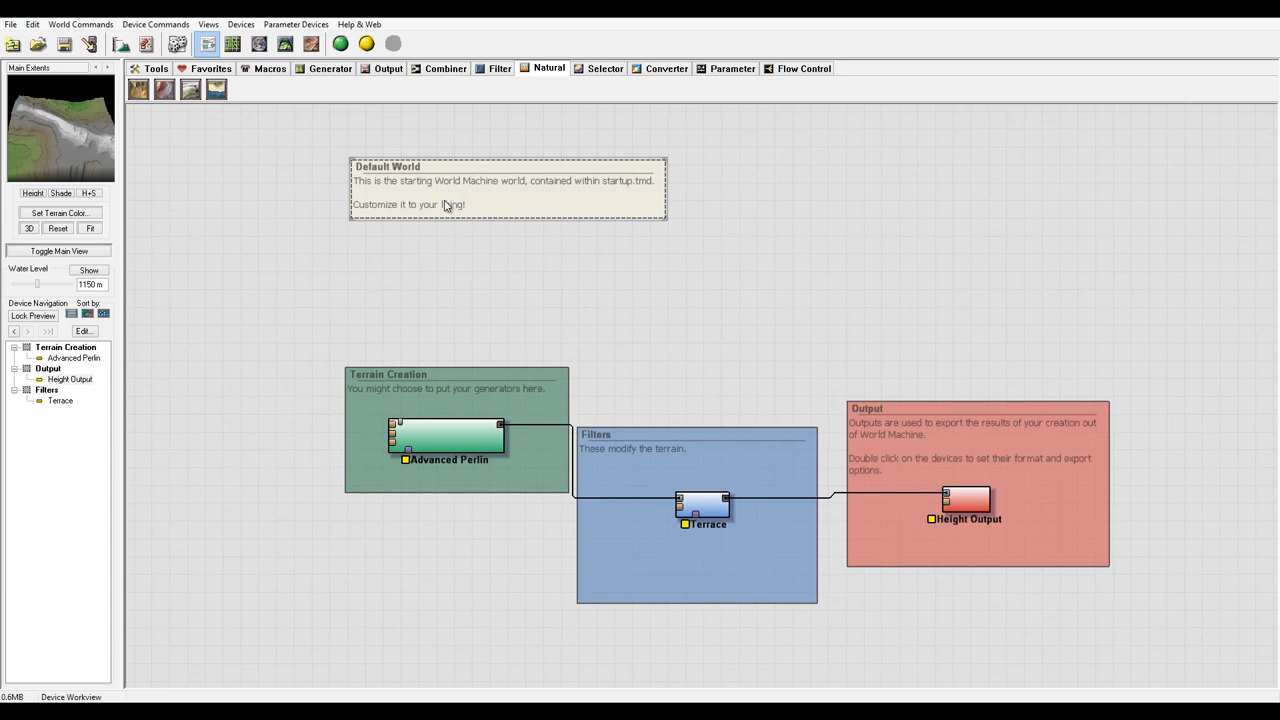 File Edit World Commands Device Commands Views Devices Parameter Devices Help & Web
Main Extents
Tools Favorites Macros Generator Output Combiner Filter Natural Selector Converter Parameter Flow Control
Height Shade H+S
Set Terrain Color...
3D Reset Fit
Toggle Main View
Water Level Show
1150 m
Device Navigation Sort by:
Lock Preview
< > >>| Edit...
Terrain Creation
Advanced Perlin
Output
Height Output
Filters
Terrace
Default World
This is the starting World Machine world, contained within startup.tmd.
Customize it to your liking!
Terrain Creation
You might choose to put your generators here.
Advanced Perlin
Filters
These modify the terrain.
Terrace
Output
Outputs are used to export the results of your creation out
of World Machine.
Double click on the devices to set their format and export
options.
Height Output
0.6MB Device Workview